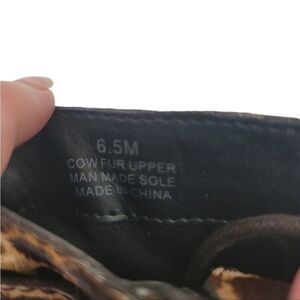 6.5M
COW FUR UPPER
MAN MADE SOLE
MADE IN CHINA